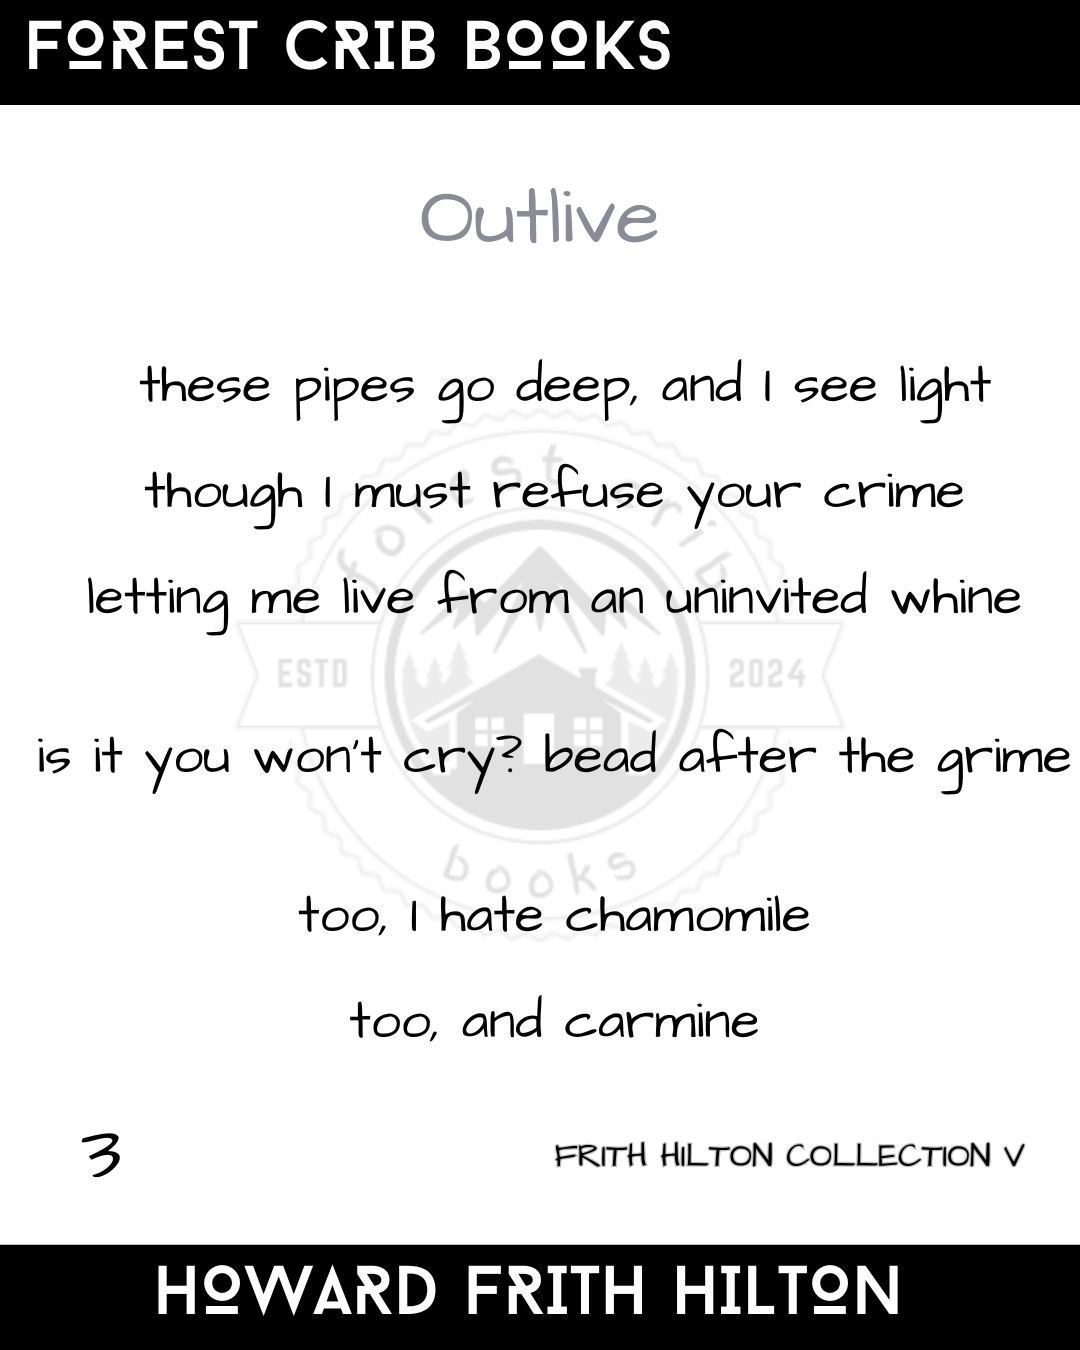 FOREST CRIB BOOKS
Outlive
these pipes go deep, and I see light
though I must refuse your crime
letting me live from an uninvited whine
is it you won't cry? bead after the grime
too, I hate chamomile
too, and carmine
forest crib
ESTD 2024
books
3 FRITH HILTON COLLECTION V
HOWARD FRITH HILTON